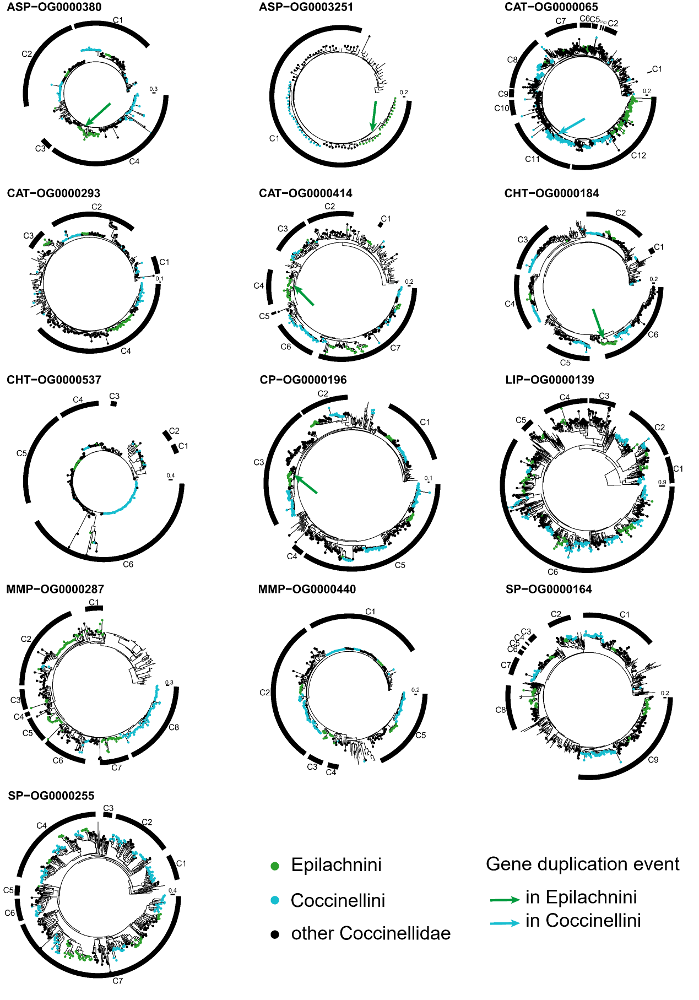 ASP−OG0000380
ASP−OG0003251
CAT−OG0000065
C1
C2
C3
C4
0.3
C1
0.2
C7
C6
C5
C2
C8
C1
C9
C10
C11
C12
0.2
CAT−OG0000293
CAT−OG0000414
CHT−OG0000184
C2
C3
C1
0.1
C4
C2
C1
C3
C4
C5
C6
C7
0.2
C2
C3
C1
C4
C5
C6
0.2
CHT−OG0000537
CP−OG0000196
LIP−OG0000139
C3
C4
C2
C1
C5
0.4
C6
C2
C1
C3
0.1
C4
C5
C4
C3
C5
C2
C1
0.9
C6
MMP−OG0000287
MMP−OG0000440
SP−OG0000164
C1
C2
C3
C4
C5
C6
C7
C8
0.3
C1
C2
C3
C4
C5
0.2
C2
C1
C3
C4
C5
C6
C7
C8
C9
0.2
SP−OG0000255
C3
C4
C2
C1
C5
C6
0.4
C7
Epilachnini
Coccinellini
other Coccinellidae
Gene duplication event
in Epilachnini
in Coccinellini